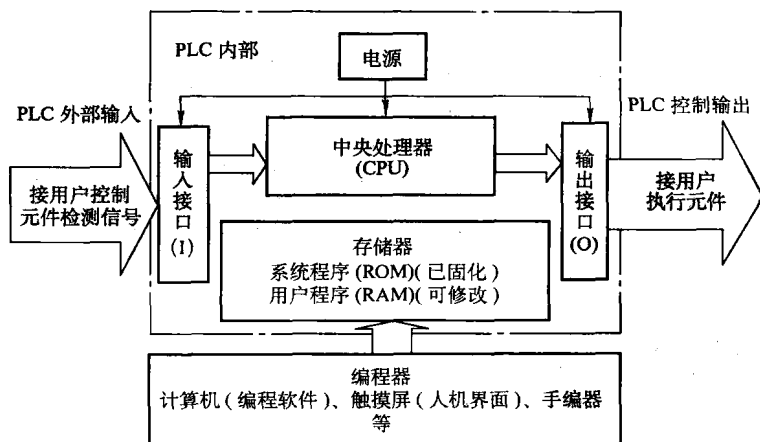 PLC 内部
电源
PLC 外部输入
PLC 控制输出
接用户控制
元件检测信号
输入接口
(I)
中央处理器
(CPU)
输出接口
(O)
接用户
执行元件
存储器
系统程序 (ROM)( 已固化 )
用户程序 (RAM)( 可修改 )
编程器
计算机 ( 编程软件 )、触摸屏 ( 人机界面 )、手编器
等